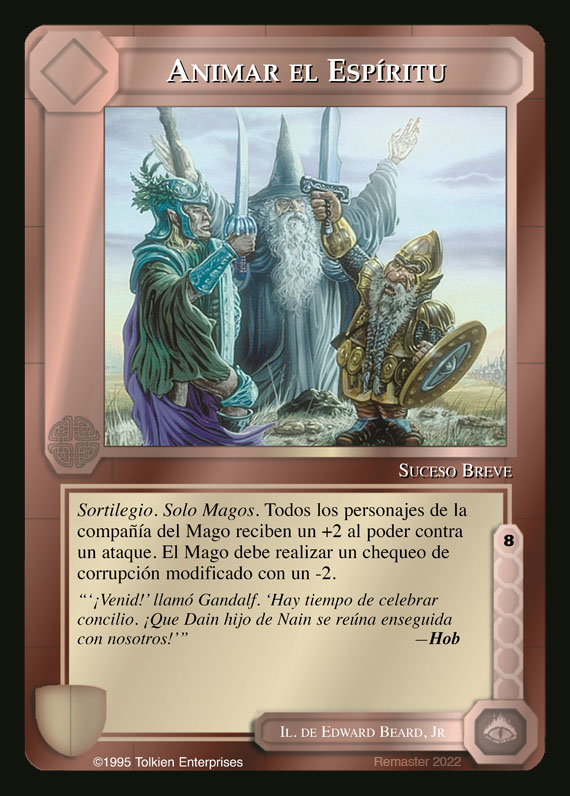 Animar el Espíritu
Suceso Breve
Sortilegio. Solo Magos. Todos los personajes de la
compañía del Mago reciben un +2 al poder contra
un ataque. El Mago debe realizar un chequeo de
corrupción modificado con un -2.
“‘¡Venid!’ llamó Gandalf. ‘Hay tiempo de celebrar
concilio. ¡Que Dain hijo de Nain se reúna enseguida
con nosotros!’” —Hob
8
Il. de Edward Beard, Jr
©1995 Tolkien Enterprises Remaster 2022